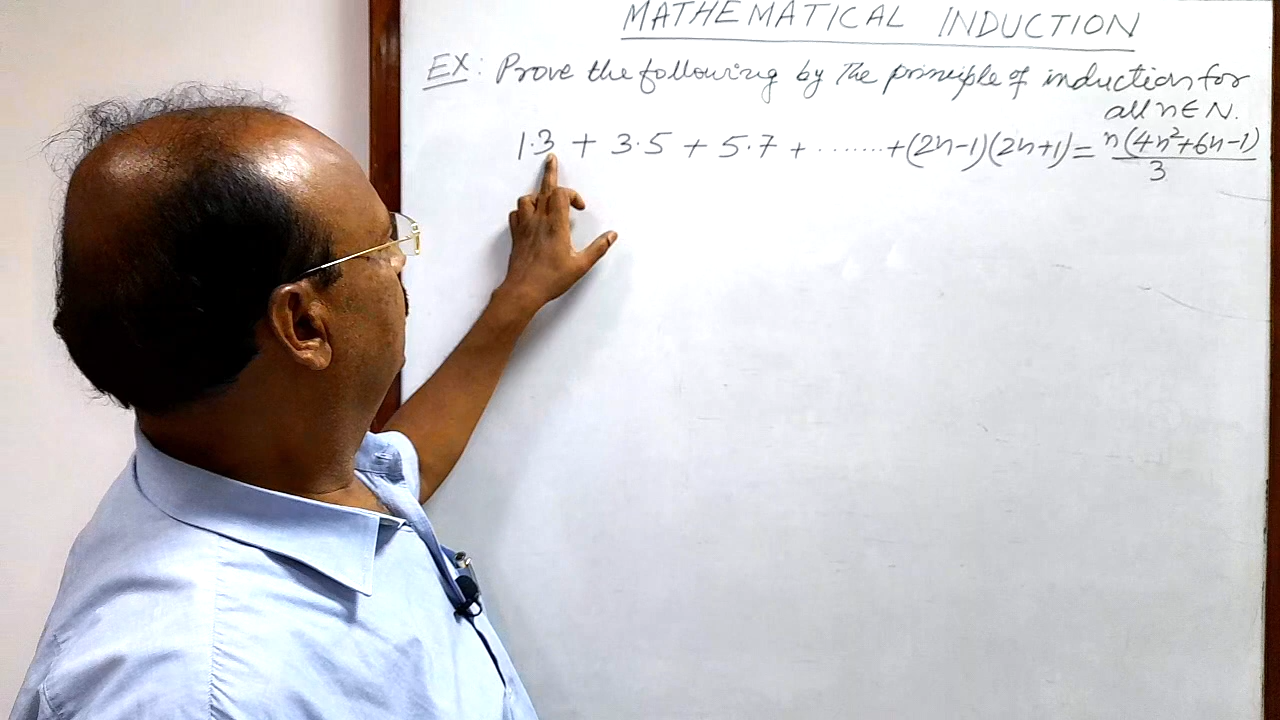 MATHEMATICAL INDUCTION
EX: Prove the following by the principle of induction for
all n∈N.
1·3 + 3·5 + 5·7 + ....... + (2n-1)(2n+1) = n(4n²+6n-1)/3